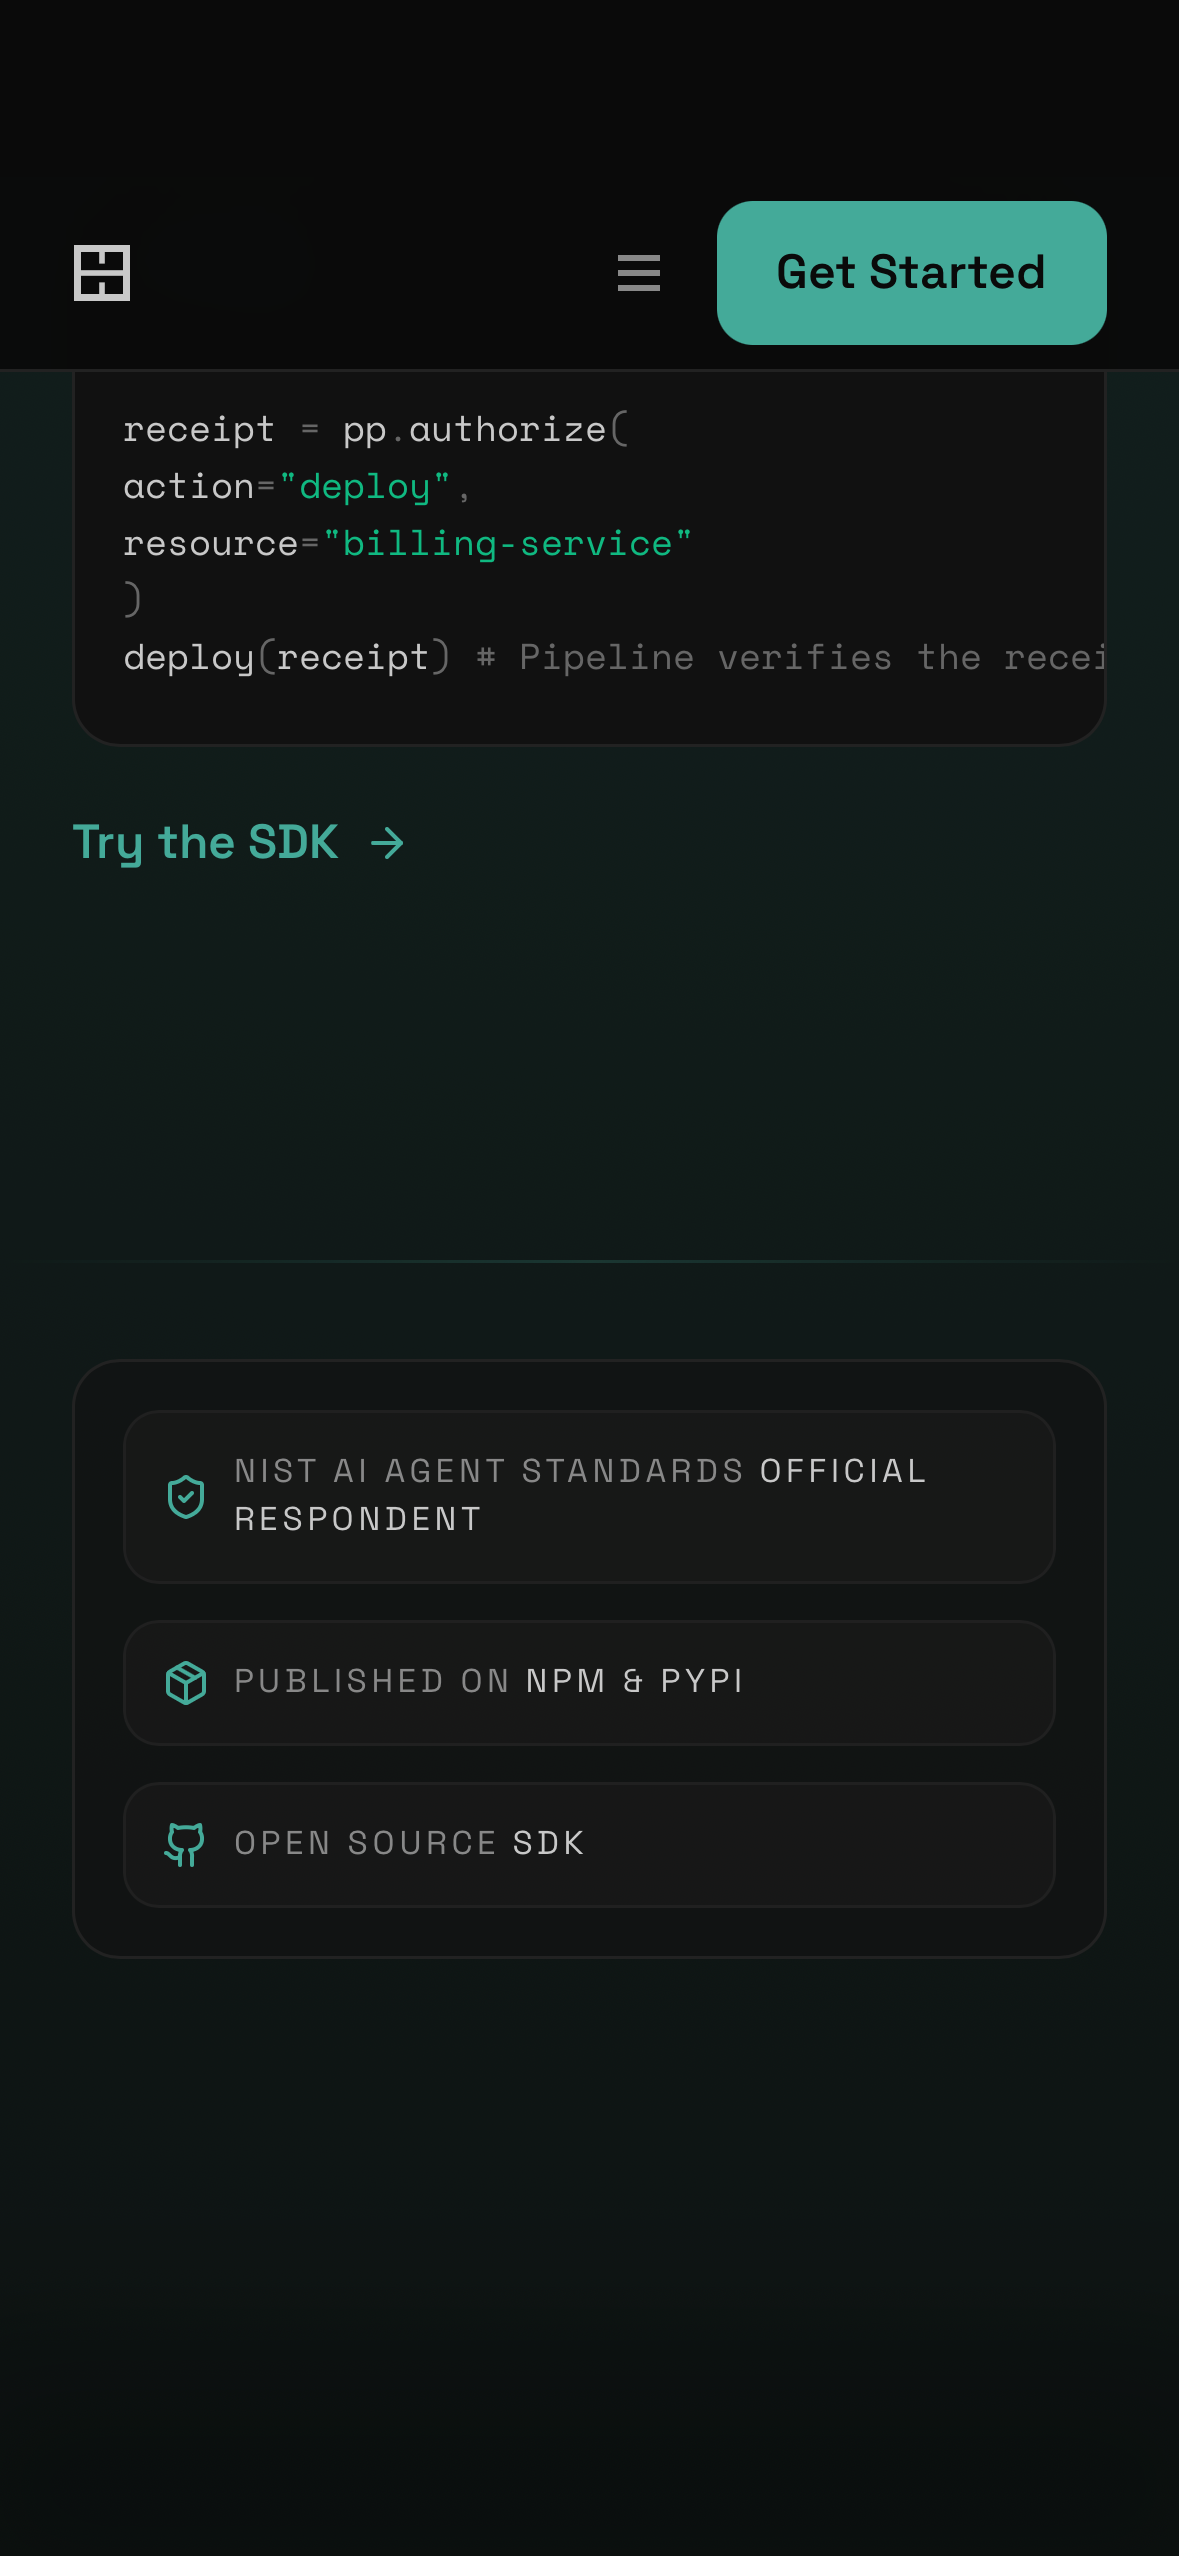 Get Started
receipt = pp.authorize(
action="deploy",
resource="billing-service"
)
deploy(receipt) # Pipeline verifies the recei
Try the SDK →
NIST AI AGENT STANDARDS OFFICIAL
RESPONDENT
PUBLISHED ON NPM & PYPI
OPEN SOURCE SDK